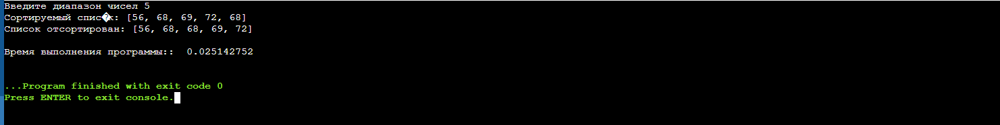 Введите диапазон чисел 5
Сортируемый спис�к: [56, 68, 69, 72, 68]
Список отсортирован: [56, 68, 68, 69, 72]
Время выполнения программы::  0.025142752
...Program finished with exit code 0
Press ENTER to exit console.